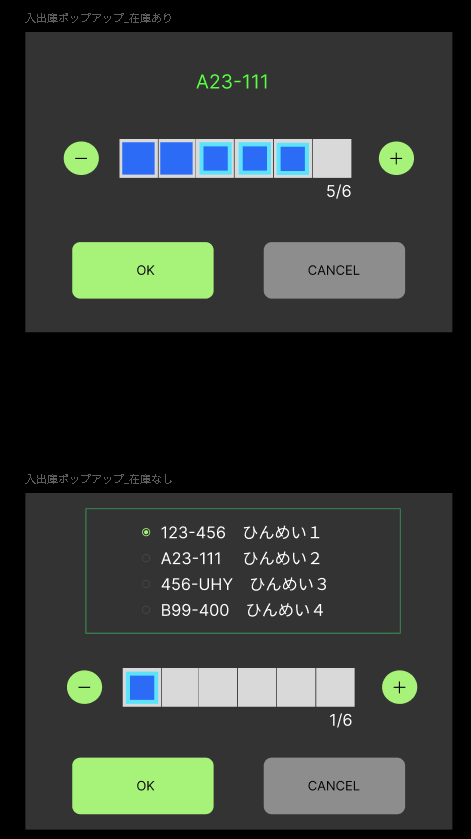 入出庫ポップアップ_在庫あり
A23-111
5/6
OK
CANCEL
入出庫ポップアップ_在庫なし
123-456 ひんめい１
A23-111 ひんめい２
456-UHY ひんめい３
B99-400 ひんめい４
1/6
OK
CANCEL